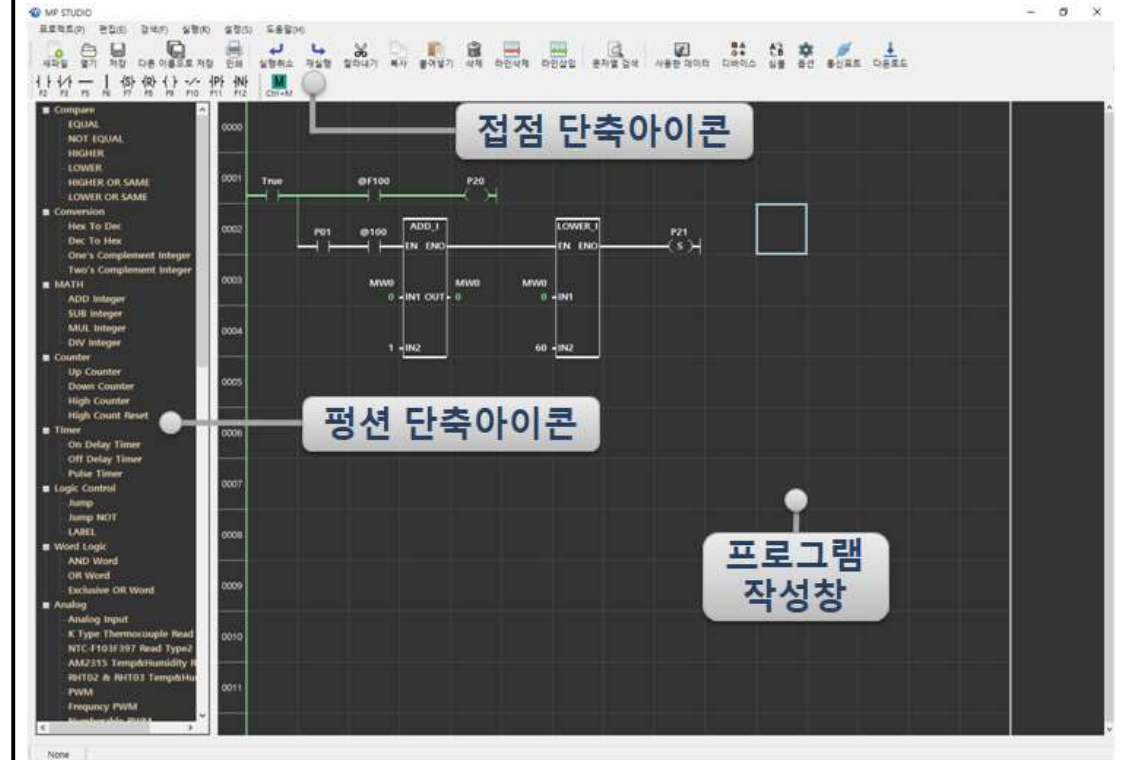 MP STUDIO
프로젝트(P) 편집(E) 검색(F) 실행(R) 설정(S) 도움말(H)
새파일 열기 저장 다른 이름으로 저장 인쇄 실행취소 재실행 잘라내기 복사 붙여넣기 삭제 라인삭제 라인삽입 문자열 검색 사용한 데이터 디바이스 심볼 옵션 통신포트 다운로드
(S) (R) ( ) (P) (N) M
F2 F3 F5 F6 F7 F8 F9 F10 F11 F12 Ctrl+M
접점 단축아이콘
Compare
EQUAL
NOT EQUAL
HIGHER
LOWER
HIGHER OR SAME
LOWER OR SAME
Conversion
Hex To Dec
Dec To Hex
One's Complement Integer
Two's Complement Integer
MATH
ADD Integer
SUB Integer
MUL Integer
DIV Integer
Counter
Up Counter
Down Counter
High Counter
High Count Reset
Timer
On Delay Timer
Off Delay Timer
Pulse Timer
Logic Control
Jump
Jump NOT
LABEL
Word Logic
AND Word
OR Word
Exclusive OR Word
Analog
Analog Input
K Type Thermocouple Read
NTC-F103F397 Read Type2
AM2315 Temp&Humidity R
RHT02 & RHT03 Temp&Hu
PWM
Frequncy PWM
0000
0001 True @F100 P20
0002 P01 @100 ADD_I LOWER_I P21
EN ENO EN ENO S
0003 MW0 MW0 MW0
0 IN1 OUT 0 0 IN1
0004
1 IN2 60 IN2
0005
펑션 단축아이콘
0006
0007
0008
프로그램
작성창
0009
0010
0011
None